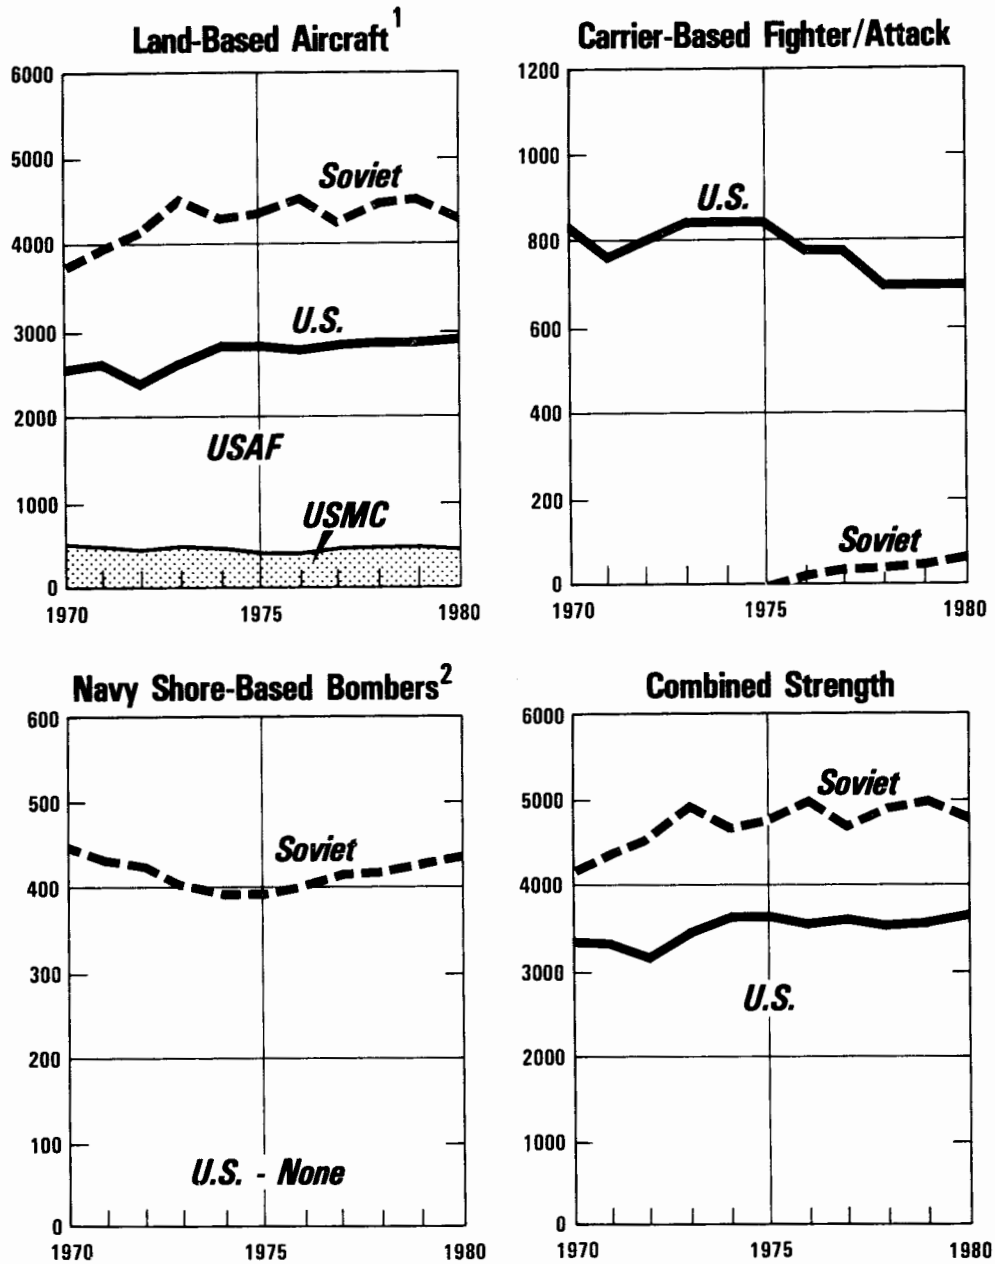 Land-Based Aircraft1
6000
5000
4000
3000
2000
1000
0
Soviet
U.S.
USAF
USMC
1970 1975 1980
Carrier-Based Fighter/Attack
1200
1000
800
600
400
200
0
U.S.
Soviet
1970 1975 1980
Navy Shore-Based Bombers2
600
500
400
300
200
100
0
Soviet
U.S. - None
1970 1975 1980
Combined Strength
6000
5000
4000
3000
2000
1000
0
Soviet
U.S.
1970 1975 1980